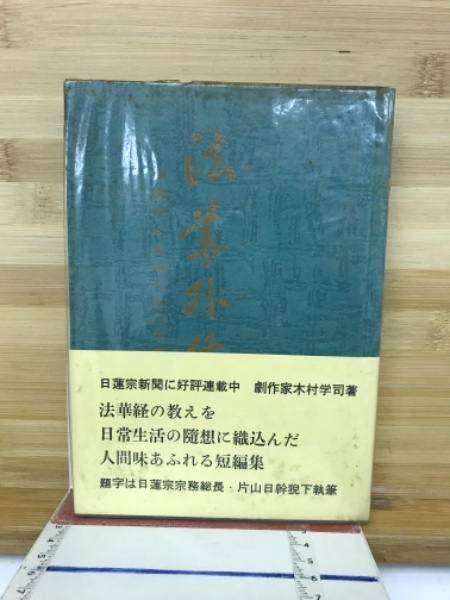 法華外伝
日蓮宗新聞に好評連載中　劇作家木村学司著
法華経の教えを
日常生活の随想に織込んだ
人間味あふれる短編集
題字は日蓮宗宗務総長・片山日幹猊下執筆